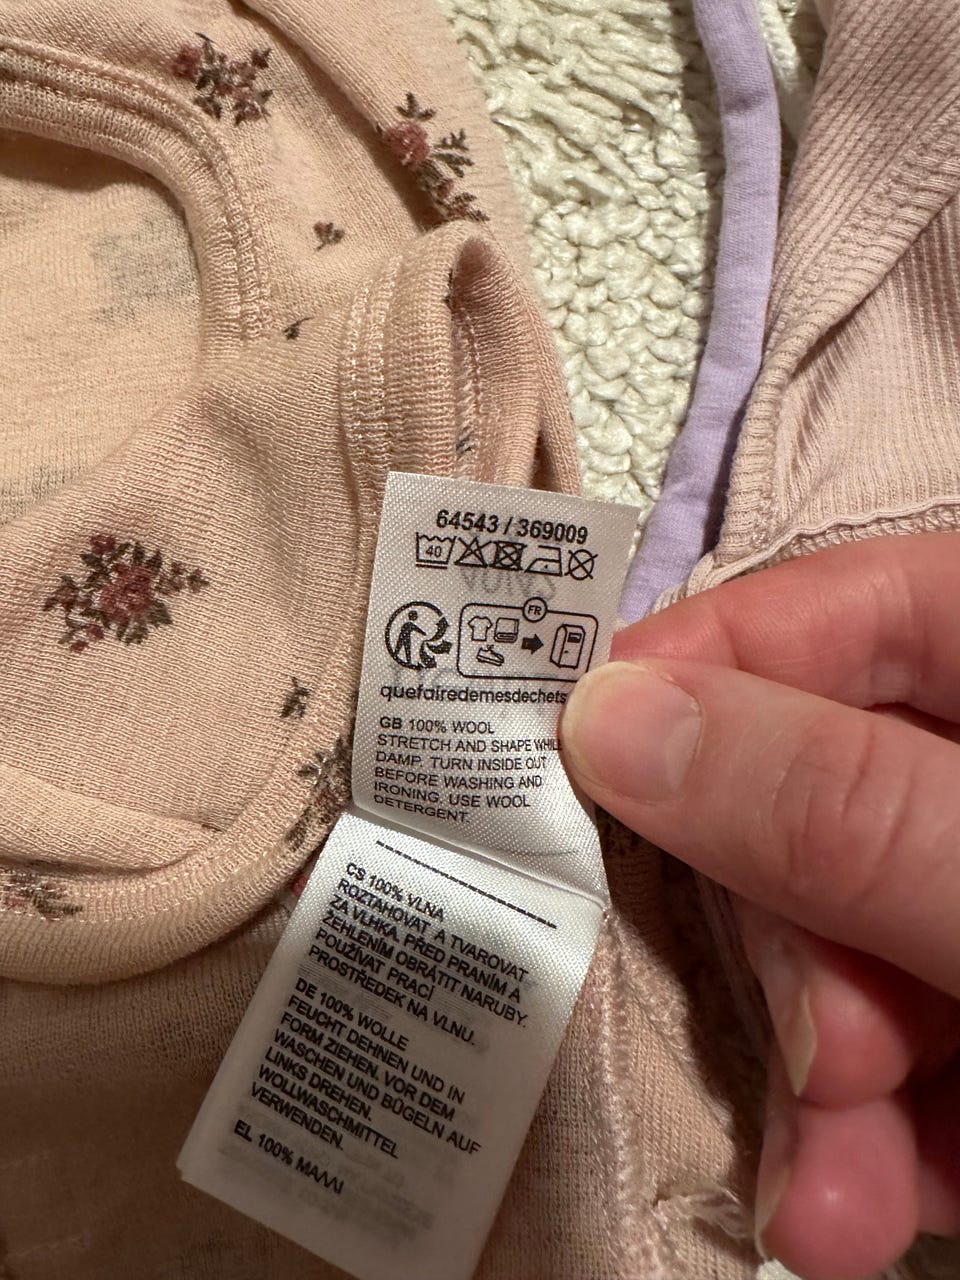 64543 / 369009
40
FR
quefairedemesdechets
GB 100% WOOL
STRETCH AND SHAPE WHILE
DAMP. TURN INSIDE OUT
BEFORE WASHING AND
IRONING. USE WOOL
DETERGENT.
CS 100% VLNA
ROZTAHOVAT A TVAROVAT
ZA VLHKA. PŘED PRANÍM A
ŽEHLENÍM OBRÁTIT NARUBY.
POUŽÍVAT PRACÍ
PROSTŘEDEK NA VLNU.
DE 100% WOLLE
FEUCHT DEHNEN UND IN
FORM ZIEHEN. VOR DEM
WASCHEN UND BÜGELN AUF
LINKS DREHEN.
WOLLWASCHMITTEL
VERWENDEN.
EL 100% ΜΑΛΛΙ